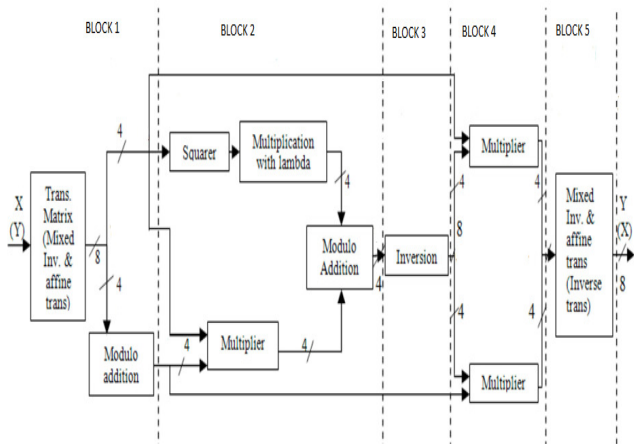 BLOCK 1
BLOCK 2
BLOCK 3
BLOCK 4
BLOCK 5
4
Squarer
Multiplication
with lambda
Multiplier
4
4
4
X
(Y)
Trans.
Matrix
(Mixed
Inv. &
affine
trans)
8
4
Modulo
Addition
4
Inversion
8
Mixed
Inv. &
affine
trans
(Inverse
trans)
Y
(X)
8
4
4
Modulo
addition
4
Multiplier
4
Multiplier